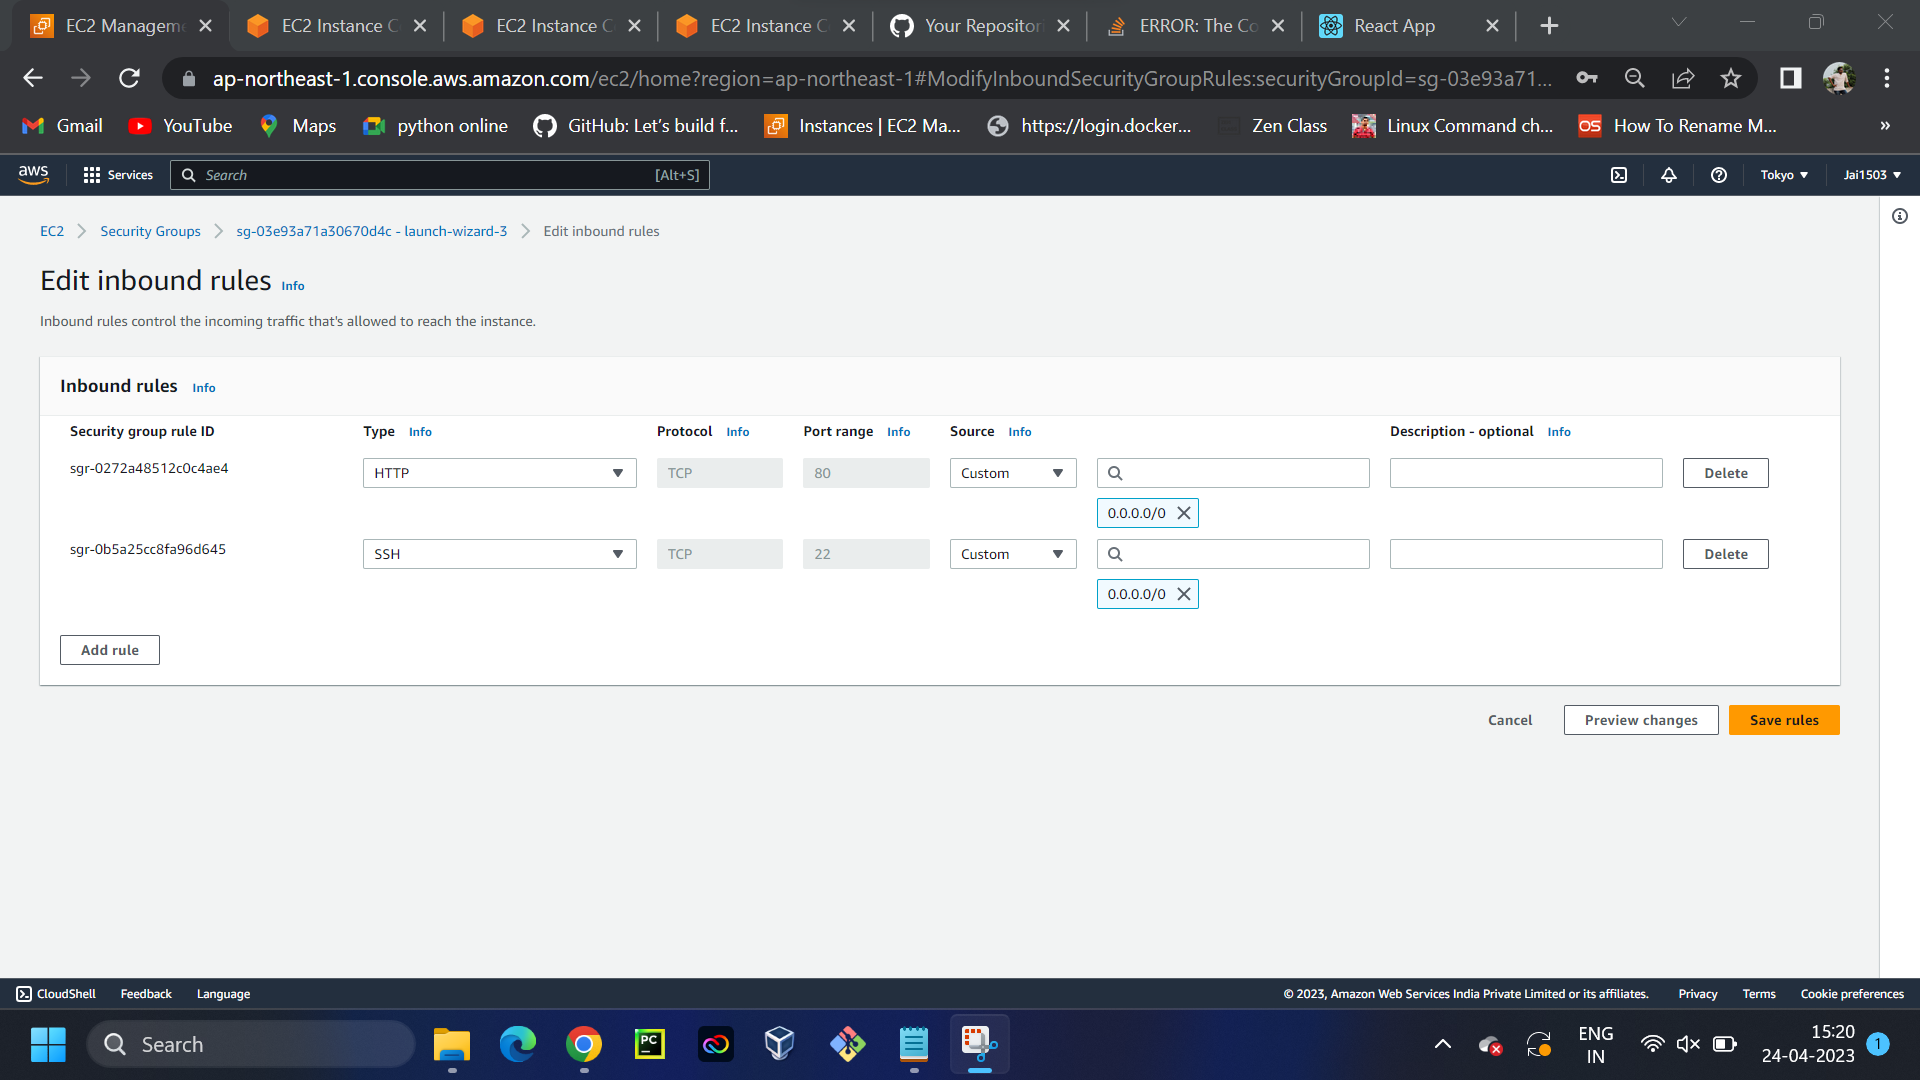 EC2 Managem
EC2 Instance C
EC2 Instance C
EC2 Instance C
Your Repositori
ERROR: The Co
React App
ap-northeast-1.console.aws.amazon.com/ec2/home?region=ap-northeast-1#ModifyInboundSecurityGroupRules:securityGroupId=sg-03e93a71...
Gmail
YouTube
Maps
python online
GitHub: Let's build f...
Instances | EC2 Ma...
https://login.docker...
Zen Class
Linux Command ch...
OS
How To Rename M...
»
aws
Services
Search
[Alt+S]
Tokyo
Jai1503
EC2
Security Groups
sg-03e93a71a30670d4c - launch-wizard-3
Edit inbound rules
Edit inbound rules Info
Inbound rules control the incoming traffic that's allowed to reach the instance.
Inbound rules Info
Security group rule ID
Type Info
Protocol Info
Port range Info
Source Info
Description - optional Info
sgr-0272a48512c0c4ae4
HTTP
TCP
80
Custom
Delete
0.0.0.0/0
sgr-0b5a25cc8fa96d645
SSH
TCP
22
Custom
Delete
0.0.0.0/0
Add rule
Cancel
Preview changes
Save rules
CloudShell
Feedback
Language
© 2023, Amazon Web Services India Private Limited or its affiliates.
Privacy
Terms
Cookie preferences
Search
PC
ENG
IN
15:20
24-04-2023
1